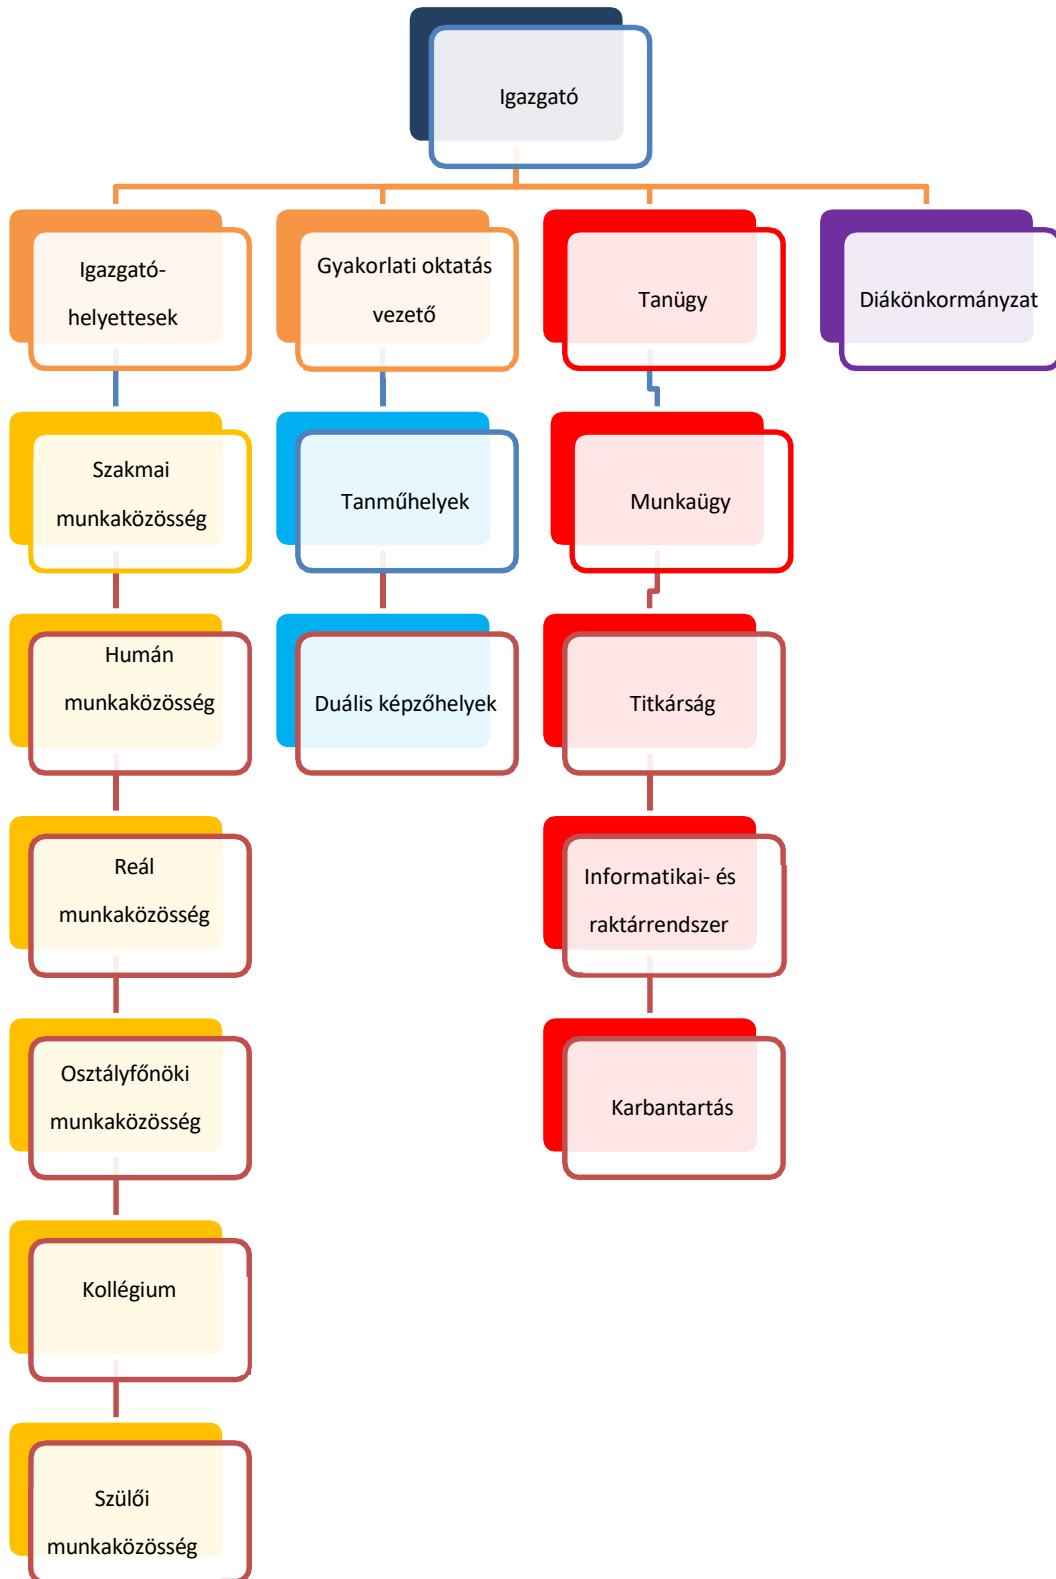 Igazgató
Igazgató-
helyettesek
Gyakorlati oktatás
vezető
Tanügy
Diákönkormányzat
Szakmai
munkaközösség
Tanműhelyek
Munkaügy
Humán
munkaközösség
Duális képzőhelyek
Titkárság
Reál
munkaközösség
Informatikai- és
raktárrendszer
Osztályfőnöki
munkaközösség
Karbantartás
Kollégium
Szülői
munkaközösség